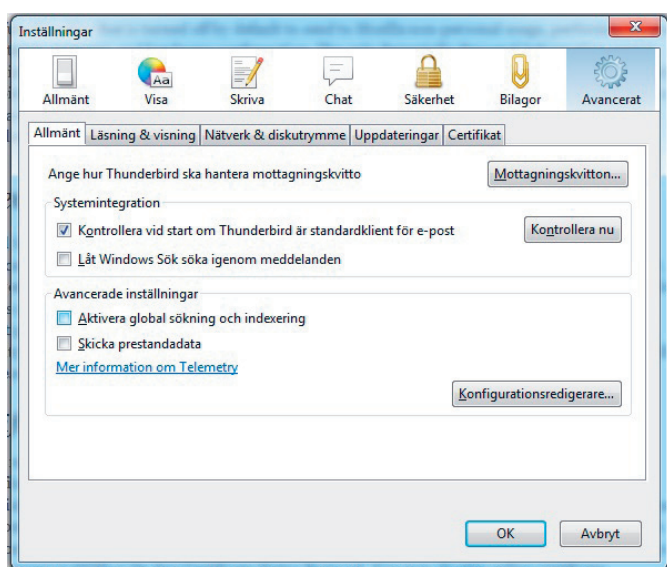 Inställningar
Allmänt Visa Skriva Chat Säkerhet Bilagor Avancerat
Allmänt Läsning & visning Nätverk & diskutrymme Uppdateringar Certifikat
Ange hur Thunderbird ska hantera mottagningskvitto Mottagningskvitton...
Systemintegration
Kontrollera vid start om Thunderbird är standardklient för e-post Kontrollera nu
Låt Windows Sök söka igenom meddelanden
Avancerade inställningar
Aktivera global sökning och indexering
Skicka prestandadata
Mer information om Telemetry
Konfigurationsredigerare...
OK Avbryt